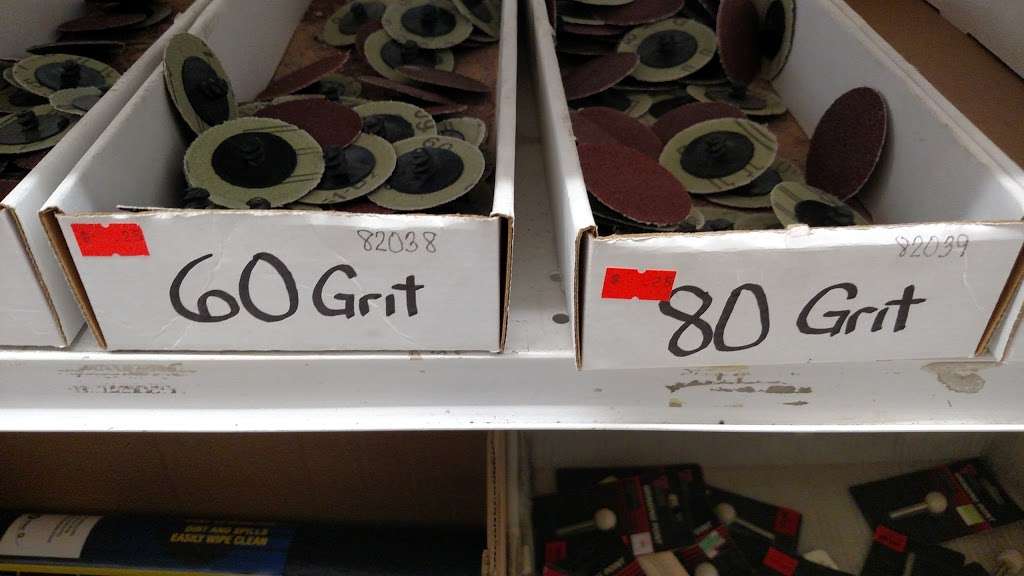 82038
60 Grit
82039
80 Grit
DIRT AND SPILLS
EASILY WIPE CLEAN